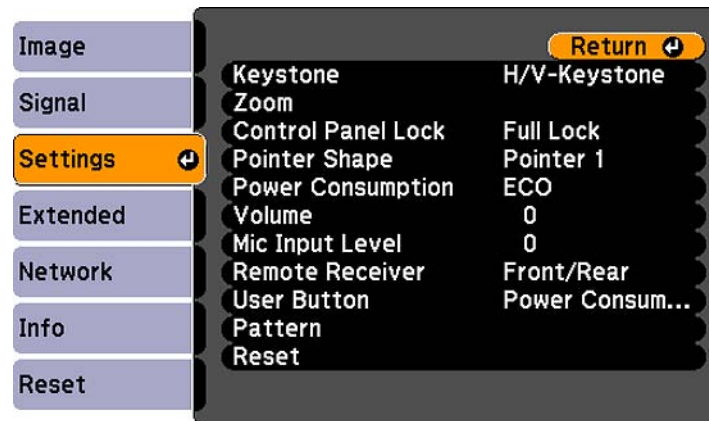 Image
Signal
Settings
Extended
Network
Info
Reset
Return
Keystone H/V-Keystone
Zoom
Control Panel Lock Full Lock
Pointer Shape Pointer 1
Power Consumption ECO
Volume 0
Mic Input Level 0
Remote Receiver Front/Rear
User Button Power Consum...
Pattern
Reset